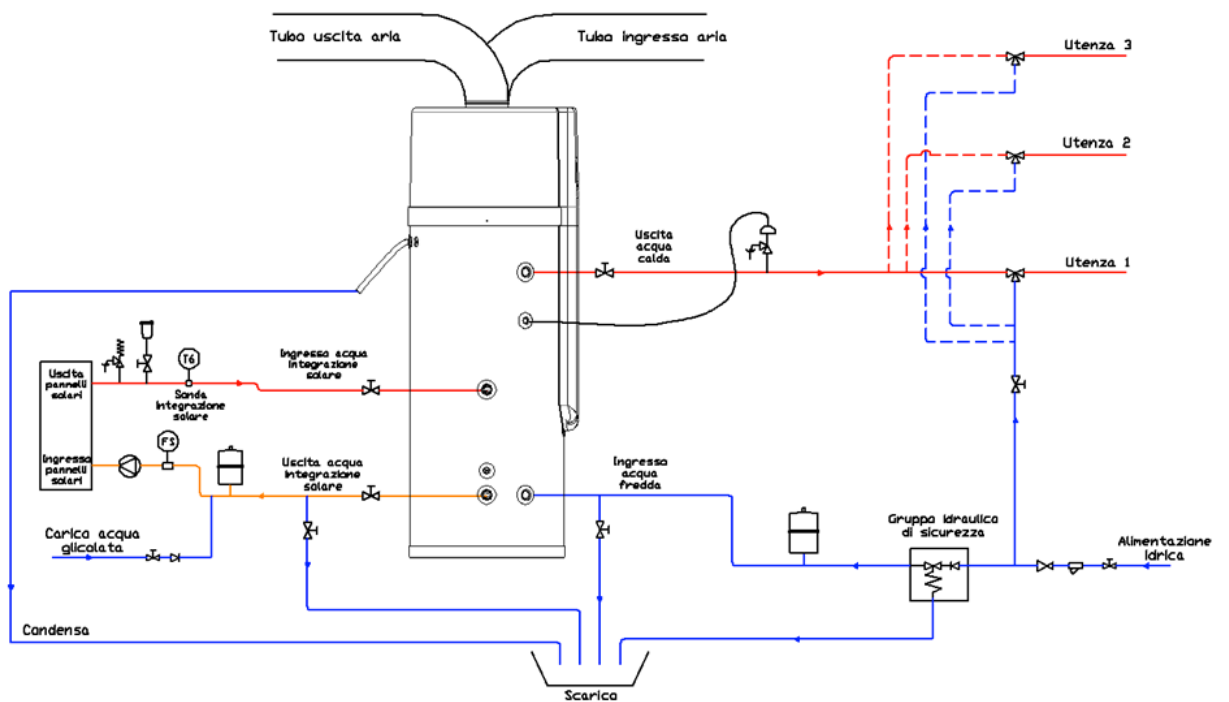 Tubo uscita aria
Tubo ingresso aria
Utenza 3
Utenza 2
Uscita
acqua
calda
Utenza 1
Ingresso acqua
integrazione
solare
T6
Uscita
pannelli
solari
Sonda
integrazione
solare
FS
Ingresso
pannelli
solari
Uscita acqua
integrazione
solare
Ingresso
acqua
fredda
Carica acqua
glicolata
Gruppo idraulico
di sicurezza
Alimentazione
idrica
Condensa
Scarico